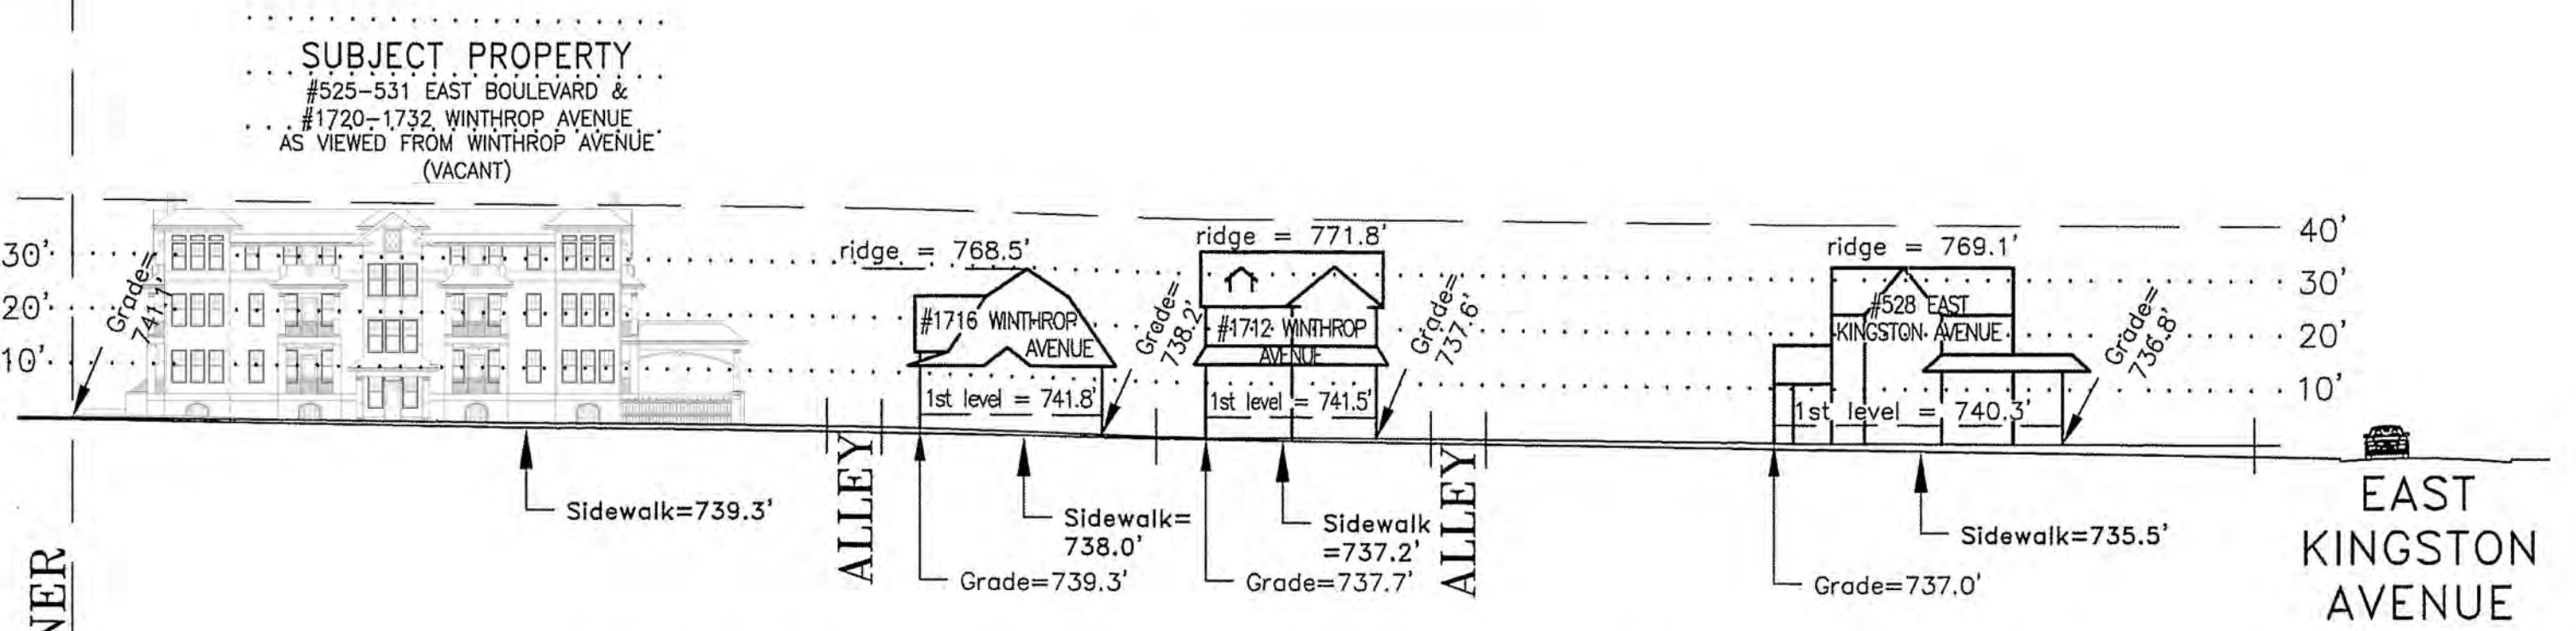 SUBJECT PROPERTY
#525-531 EAST BOULEVARD &
#1720-1732 WINTHROP AVENUE
AS VIEWED FROM WINTHROP AVENUE
(VACANT)
40'
30'
30'
20'
20'
10'
10'
Grade=
741.1'
ridge = 768.5'
#1716 WINTHROP
AVENUE
1st level = 741.8'
Grade=
738.2'
ridge = 771.8'
#1712 WINTHROP
AVENUE
1st level = 741.5'
Grade=
737.6'
ridge = 769.1'
#528 EAST
KINGSTON AVENUE
1st level = 740.3'
Grade=
736.8'
Sidewalk=739.3'
ALLEY
Sidewalk=
738.0'
Grade=739.3'
Sidewalk
=737.2'
Grade=737.7'
ALLEY
Sidewalk=735.5'
Grade=737.0'
EAST
KINGSTON
AVENUE
NER